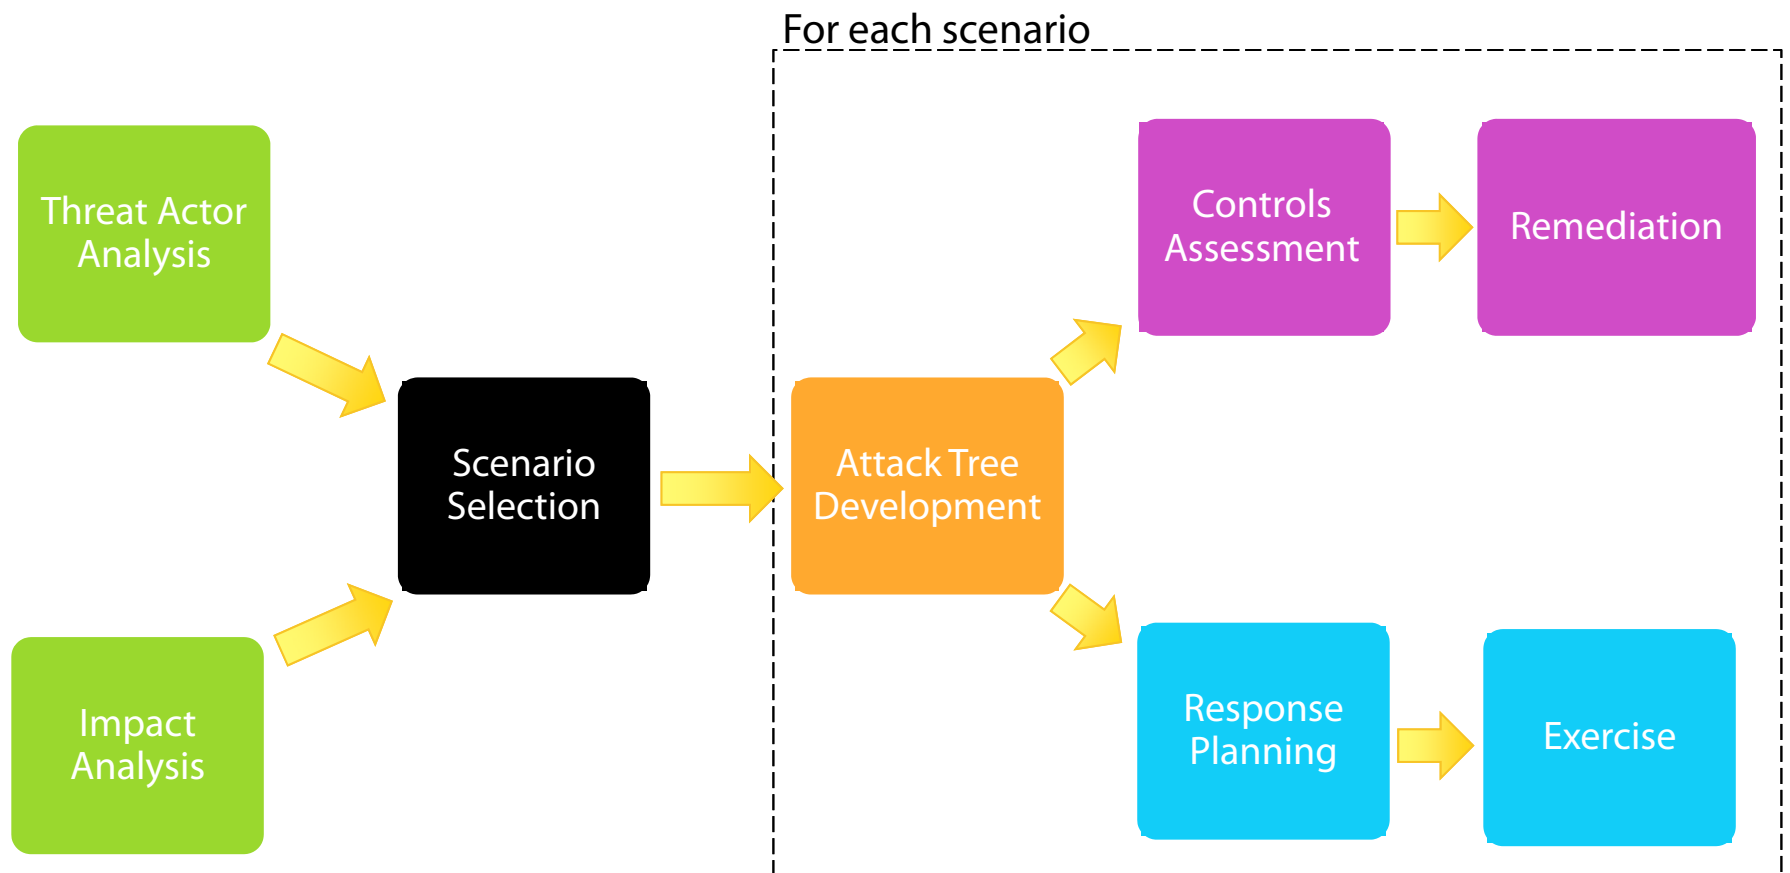 For each scenario
Threat Actor
Analysis
Impact
Analysis
Scenario
Selection
Attack Tree
Development
Controls
Assessment
Remediation
Response
Planning
Exercise